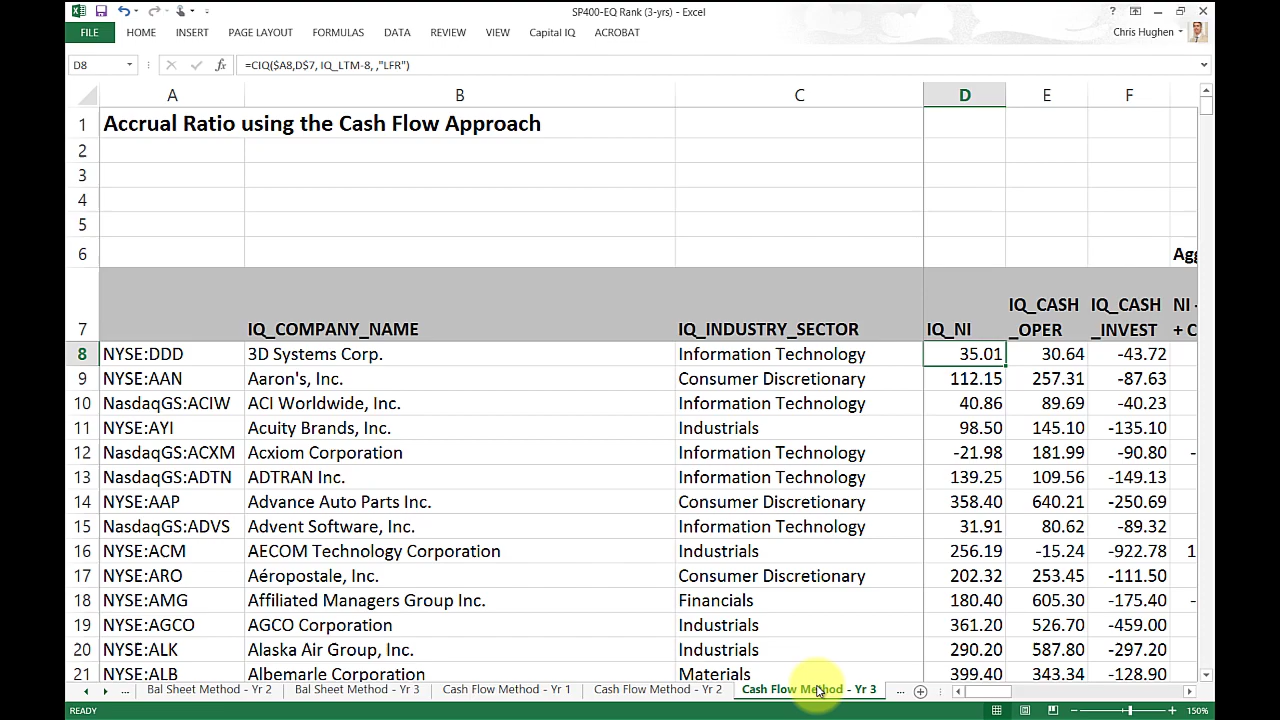 SP400-EQ Rank (3-yrs) - Excel
FILE HOME INSERT PAGE LAYOUT FORMULAS DATA REVIEW VIEW Capital IQ ACROBAT Chris Hughen
D8 fx =CIQ($A8,D$7, IQ_LTM-8, ,"LFR")
A B C D E F
1 Accrual Ratio using the Cash Flow Approach
2
3
4
5
6 Agg
IQ_CASH IQ_CASH NI -
7 IQ_COMPANY_NAME IQ_INDUSTRY_SECTOR IQ_NI _OPER _INVEST + C
8 NYSE:DDD 3D Systems Corp. Information Technology 35.01 30.64 -43.72
9 NYSE:AAN Aaron's, Inc. Consumer Discretionary 112.15 257.31 -87.63
10 NasdaqGS:ACIW ACI Worldwide, Inc. Information Technology 40.86 89.69 -40.23
11 NYSE:AYI Acuity Brands, Inc. Industrials 98.50 145.10 -135.10
12 NasdaqGS:ACXM Acxiom Corporation Information Technology -21.98 181.99 -90.80 -
13 NasdaqGS:ADTN ADTRAN Inc. Information Technology 139.25 109.56 -149.13
14 NYSE:AAP Advance Auto Parts Inc. Consumer Discretionary 358.40 640.21 -250.69
15 NasdaqGS:ADVS Advent Software, Inc. Information Technology 31.91 80.62 -89.32
16 NYSE:ACM AECOM Technology Corporation Industrials 256.19 -15.24 -922.78 1
17 NYSE:ARO Aéropostale, Inc. Consumer Discretionary 202.32 253.45 -111.50
18 NYSE:AMG Affiliated Managers Group Inc. Financials 180.40 605.30 -175.40 -
19 NYSE:AGCO AGCO Corporation Industrials 361.20 526.70 -459.00
20 NYSE:ALK Alaska Air Group, Inc. Industrials 290.20 587.80 -297.20
21 NYSE:ALB Albemarle Corporation Materials 399.40 343.34 -128.90
... Bal Sheet Method - Yr 2 Bal Sheet Method - Yr 3 Cash Flow Method - Yr 1 Cash Flow Method - Yr 2 Cash Flow Method - Yr 3 ...
READY 150%